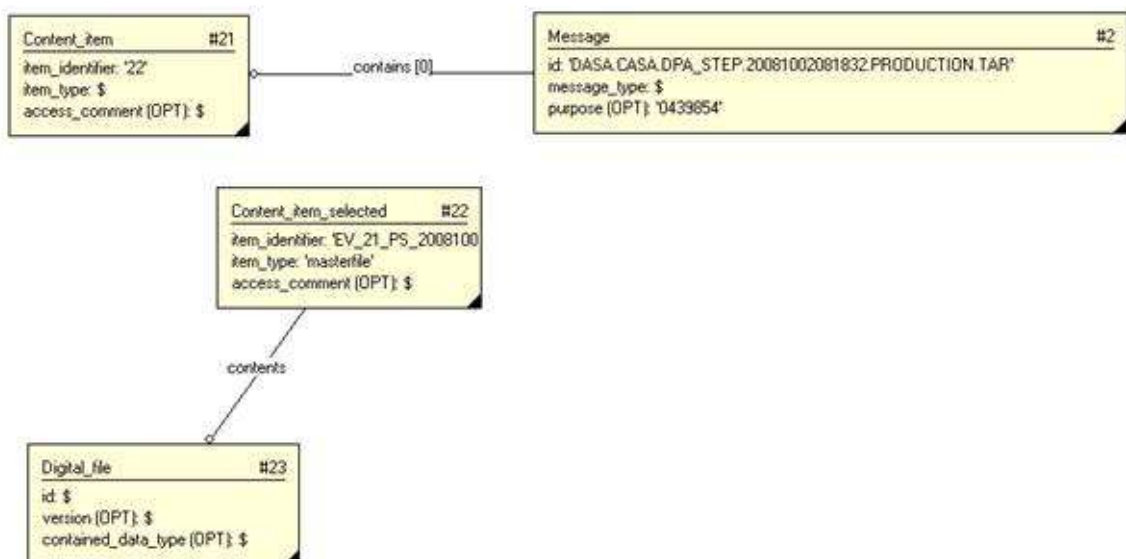 Content_item #21
item_identifier: '22'
item_type: $
access_comment (OPT): $
contains [0]
Message #2
id: 'DASA.CASA.DPA_STEP.20081002081832.PRODUCTION.TAR'
message_type: $
purpose (OPT): '0439854'
Content_item_selected #22
item_identifier: 'EV_21_PS_2008100
item_type: 'masterfile'
access_comment (OPT): $
contents
Digital_file #23
id: $
version (OPT): $
contained_data_type (OPT): $